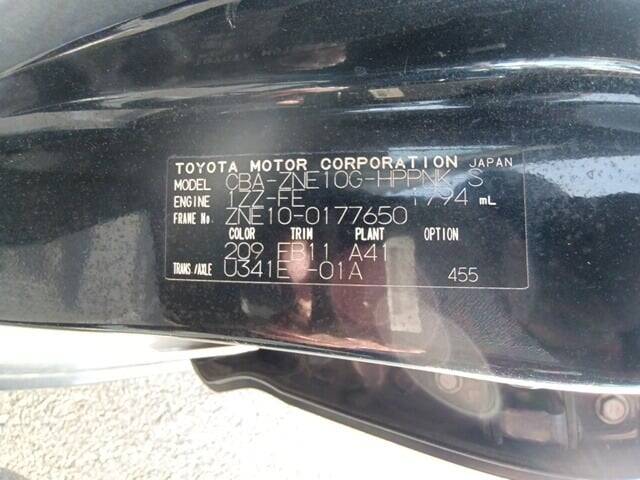 TOYOTA MOTOR CORPORATION JAPAN
MODEL CBA-ZNE10G-HPPNK S
ENGINE 1ZZ-FE 1794 mL
FRAME No. ZNE10-0177650
COLOR TRIM PLANT OPTION
209 EB11 A41
TRANS/AXLE U341E -01A 455